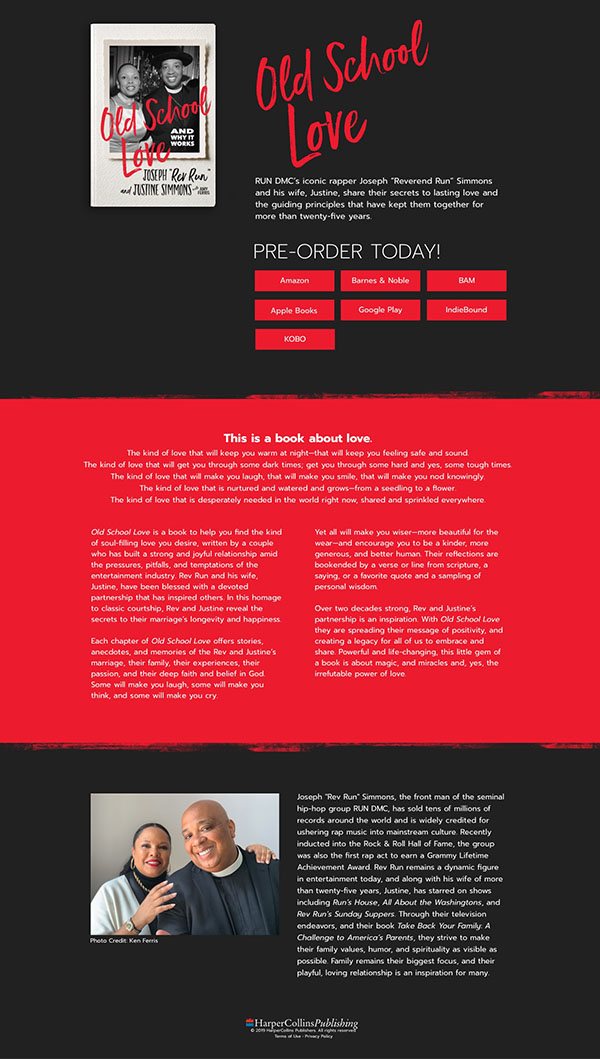 Old School
Love
AND
WHY IT
WORKS
JOSEPH "Rev Run"
and JUSTINE SIMMONS with AMY
FERRIS
Old School
Love
RUN DMC's iconic rapper Joseph "Reverend Run" Simmons
and his wife, Justine, share their secrets to lasting love and
the guiding principles that have kept them together for
more than twenty-five years.
PRE-ORDER TODAY!
Amazon
Barnes & Noble
BAM
Apple Books
Google Play
IndieBound
KOBO
This is a book about love.
The kind of love that will keep you warm at night—that will keep you feeling safe and sound.
The kind of love that will get you through some dark times; get you through some hard and yes, some tough times.
The kind of love that will make you laugh, that will make you smile, that will make you nod knowingly.
The kind of love that is nurtured and watered and grows—from a seedling to a flower.
The kind of love that is desperately needed in the world right now, shared and sprinkled everywhere.
Old School Love is a book to help you find the kind
of soul-filling love you desire, written by a couple
who has built a strong and joyful relationship amid
the pressures, pitfalls, and temptations of the
entertainment industry. Rev Run and his wife,
Justine, have been blessed with a devoted
partnership that has inspired others. In this homage
to classic courtship, Rev and Justine reveal the
secrets to their marriage's longevity and happiness.
Each chapter of Old School Love offers stories,
anecdotes, and memories of the Rev and Justine's
marriage, their family, their experiences, their
passion, and their deep faith and belief in God.
Some will make you laugh, some will make you
think, and some will make you cry.
Yet all will make you wiser—more beautiful for the
wear—and encourage you to be a kinder, more
generous, and better human. Their reflections are
bookended by a verse or line from scripture, a
saying, or a favorite quote and a sampling of
personal wisdom.
Over two decades strong, Rev and Justine's
partnership is an inspiration. With Old School Love
they are spreading their message of positivity, and
creating a legacy for all of us to embrace and
share. Powerful and life-changing, this little gem of
a book is about magic, and miracles and, yes, the
irrefutable power of love.
Joseph "Rev Run" Simmons, the front man of the seminal
hip-hop group RUN DMC, has sold tens of millions of
records around the world and is widely credited for
ushering rap music into mainstream culture. Recently
inducted into the Rock & Roll Hall of Fame, the group
was also the first rap act to earn a Grammy Lifetime
Achievement Award. Rev Run remains a dynamic figure
in entertainment today, and along with his wife of more
than twenty-five years, Justine, has starred on shows
including Run's House, All About the Washingtons, and
Rev Run's Sunday Suppers. Through their television
endeavors, and their book Take Back Your Family: A
Challenge to America's Parents, they strive to make
their family values, humor, and spirituality as visible as
possible. Family remains their biggest focus, and their
playful, loving relationship is an inspiration for many.
Photo Credit: Ken Ferris
HarperCollinsPublishing
© 2019 HarperCollins Publishers. All rights reserved.
Terms of Use - Privacy Policy